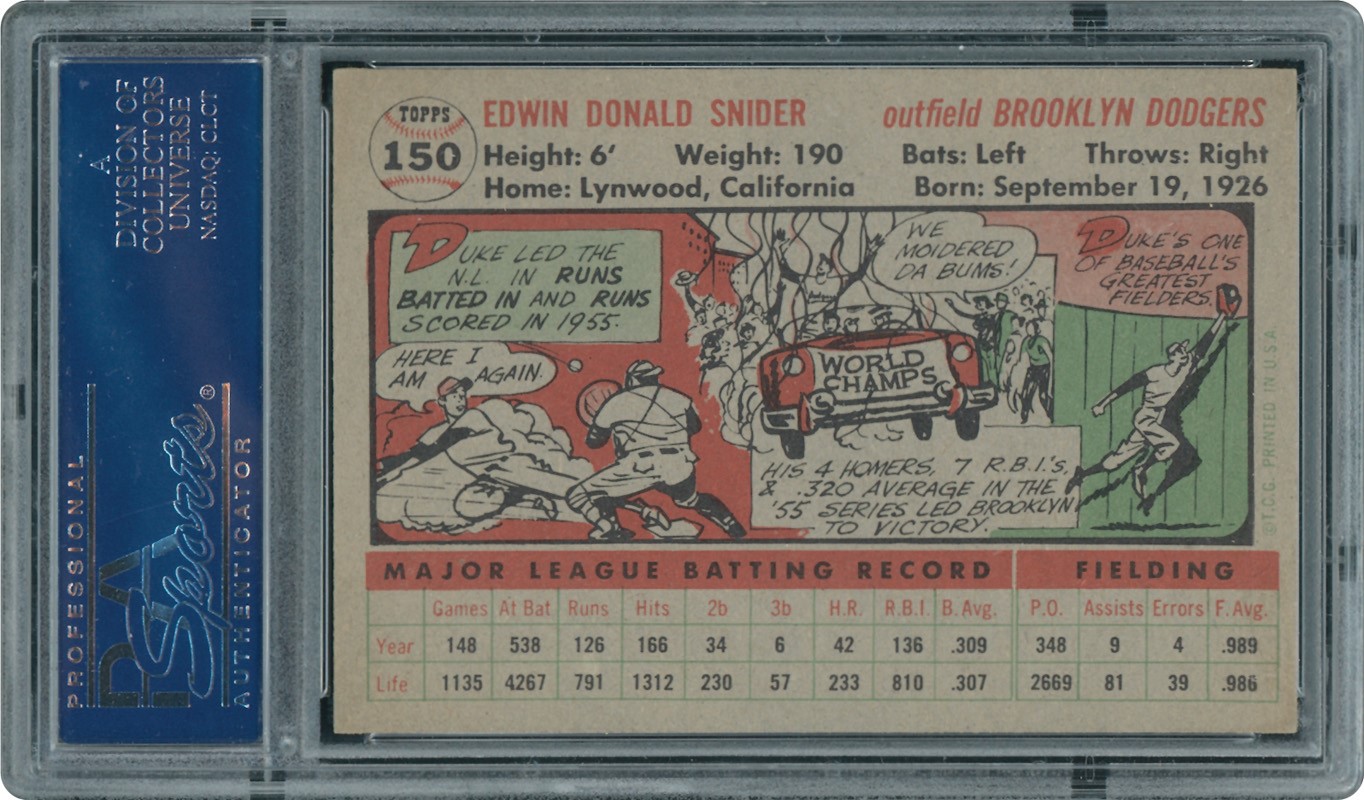 A
DIVISION OF
COLLECTORS
UNIVERSE
NASDAQ: CLCT
PROFESSIONAL
PSA
Sports®
AUTHENTICATOR
TOPPS
150
EDWIN DONALD SNIDER
outfield BROOKLYN DODGERS
Height: 6' Weight: 190 Bats: Left Throws: Right
Home: Lynwood, California Born: September 19, 1926
DUKE LED THE
N.L. IN RUNS
BATTED IN AND RUNS
SCORED IN 1955.
HERE I
AM AGAIN.
WE
MOIDERED
DA BUMS!
WORLD
CHAMPS
HIS 4 HOMERS, 7 R.B.I.'s,
& .320 AVERAGE IN THE
'55 SERIES LED BROOKLYN
TO VICTORY.
DUKE'S ONE
OF BASEBALL'S
GREATEST
FIELDERS.
©T.C.G. PRINTED IN U.S.A.
MAJOR LEAGUE BATTING RECORD FIELDING
Games At Bat Runs Hits 2b 3b H.R. R.B.I. B. Avg. P.O. Assists Errors F. Avg.
Year 148 538 126 166 34 6 42 136 .309 348 9 4 .989
Life 1135 4267 791 1312 230 57 233 810 .307 2669 81 39 .986